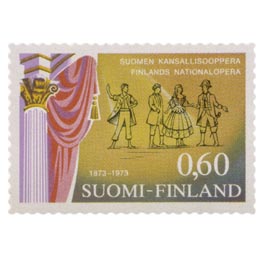 SUOMEN KANSALLISOOPPERA
FINLANDS NATIONALOPERA
1873-1973
0,60
SUOMI-FINLAND